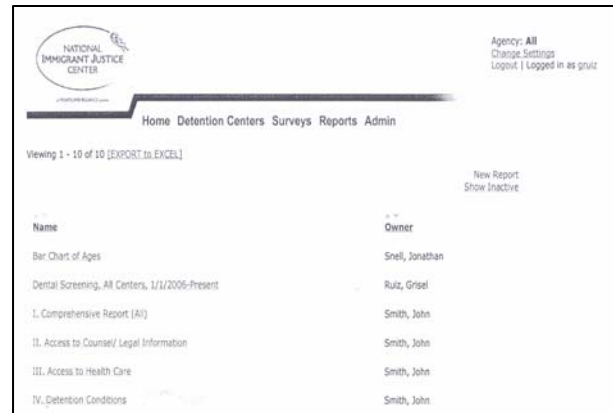 NATIONAL
IMMIGRANT JUSTICE
CENTER
Agency: All
Change Settings
Logout | Logged in as gruiz
Home Detention Centers Surveys Reports Admin
Viewing 1 - 10 of 10 [EXPORT to EXCEL]
New Report
Show Inactive
Name Owner
Bar Chart of Ages Snell, Jonathan
Dental Screening, All Centers, 1/1/2006-Present Ruiz, Grisel
I. Comprehensive Report (All) Smith, John
II. Access to Counsel/ Legal Information Smith, John
III. Access to Health Care Smith, John
IV. Detention Conditions Smith, John